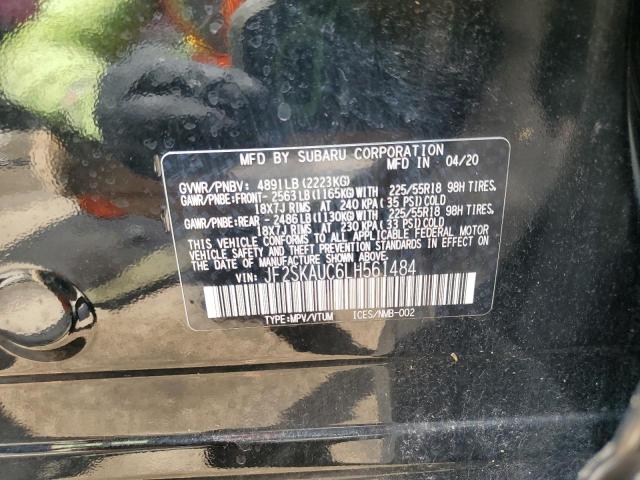 MFD BY SUBARU CORPORATION
MFD IN 04/20
GVWR/PNBV: 4891LB(2223KG)
GAWR/PNBE:FRONT- 2563LB(1165KG)WITH 225/55R18 98H TIRES,
18X7J RIMS AT 240 KPA(35 PSI)COLD
GAWR/PNBE:REAR -2486LB(1130KG)WITH 225/55R18 98H TIRES,
18X7J RIMS AT 230 KPA(33 PSI)COLD
THIS VEHICLE CONFORMS TO ALL APPLICABLE FEDERAL MOTOR
VEHICLE SAFETY AND THEFT PREVENTION STANDARDS IN EFFECT
ON THE DATE OF MANUFACTURE SHOWN ABOVE.
VIN: JF2SKAUC6LH561484
TYPE:MPV/VTUM ICES/NMB-002